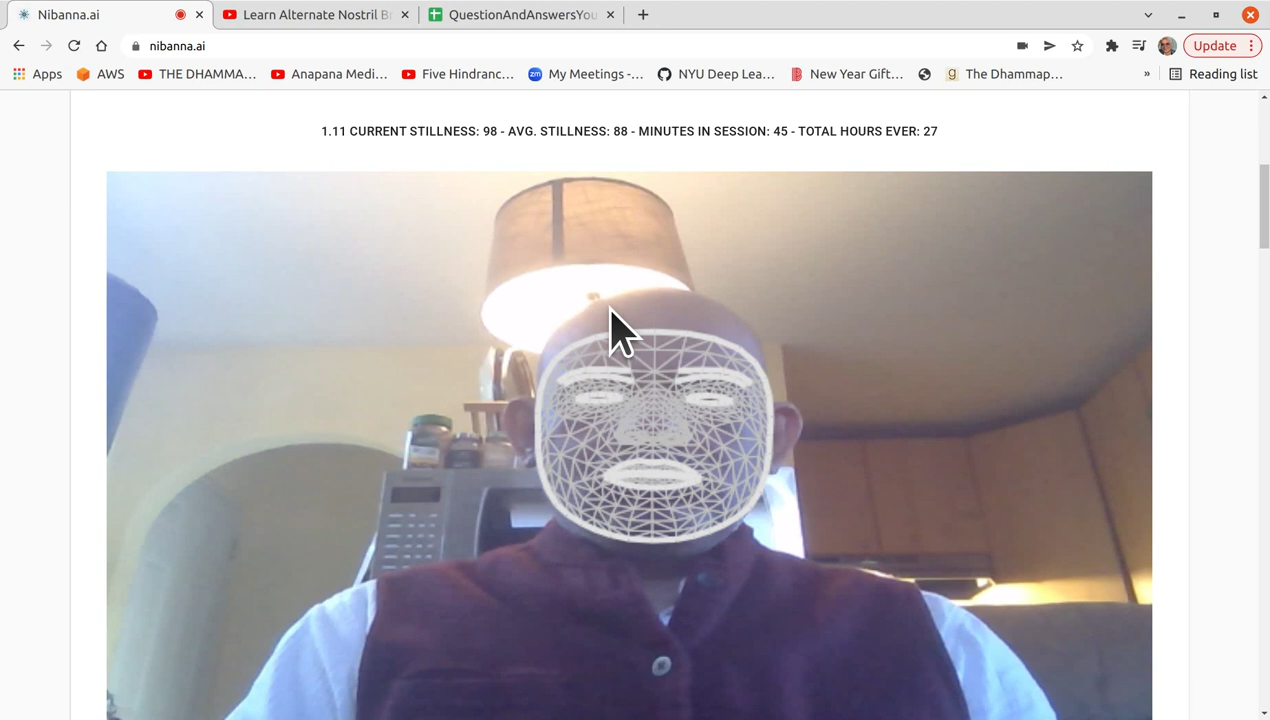 Nibanna.ai
Learn Alternate Nostril B
QuestionAndAnswersYou
nibanna.ai
Update
Apps
AWS
THE DHAMMA...
Anapana Medi...
Five Hindranc...
zm My Meetings -...
NYU Deep Lea...
New Year Gift...
g The Dhammap...
»
Reading list
1.11 CURRENT STILLNESS: 98 - AVG. STILLNESS: 88 - MINUTES IN SESSION: 45 - TOTAL HOURS EVER: 27